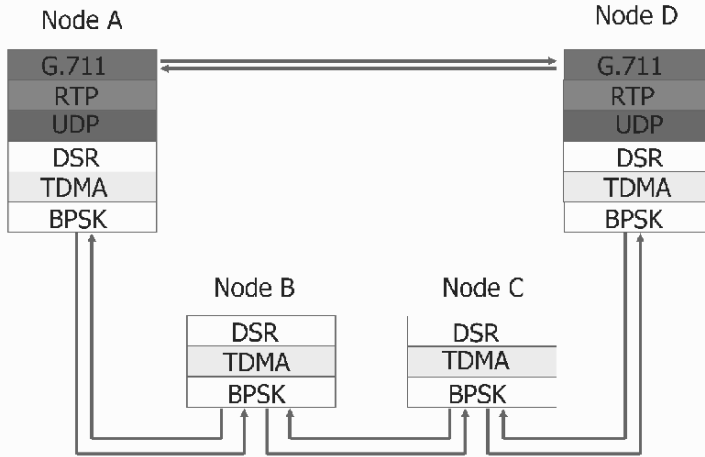 Node A
Node D
G.711
RTP
UDP
DSR
TDMA
BPSK
G.711
RTP
UDP
DSR
TDMA
BPSK
Node B
Node C
DSR
TDMA
BPSK
DSR
TDMA
BPSK